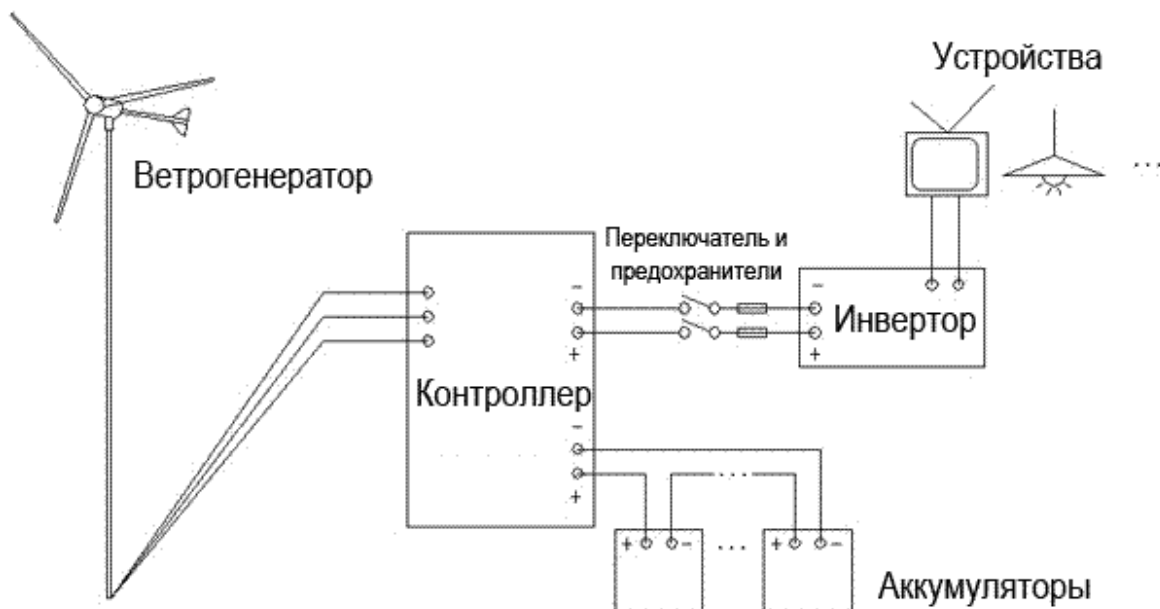 Устройства
Ветрогенератор
...
Переключатель и
предохранители
-
-
Инвертор
+
+
Контроллер
-
...
+
+ - ... + -
Аккумуляторы